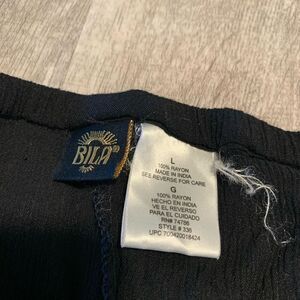 BILA®
L
100% RAYON
MADE IN INDIA
SEE REVERSE FOR CARE
G
100% RAYON
HECHO EN INDIA
VE EL REVERSO
PARA EL CUIDADO
RN# 74786
STYLE # 336
UPC 700420018424